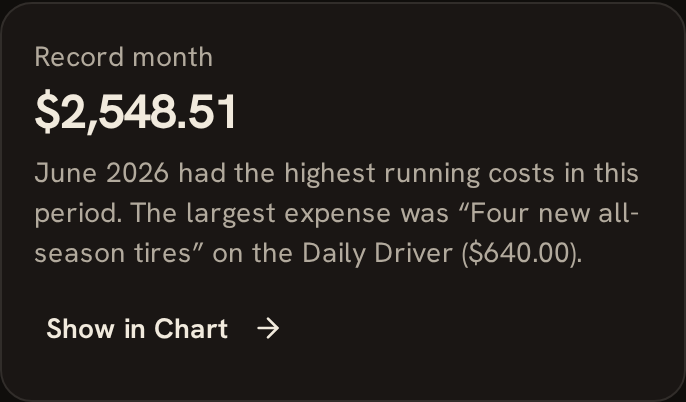 Record month
$2,548.51
June 2026 had the highest running costs in this
period. The largest expense was “Four new all-
season tires” on the Daily Driver ($640.00).
Show in Chart →